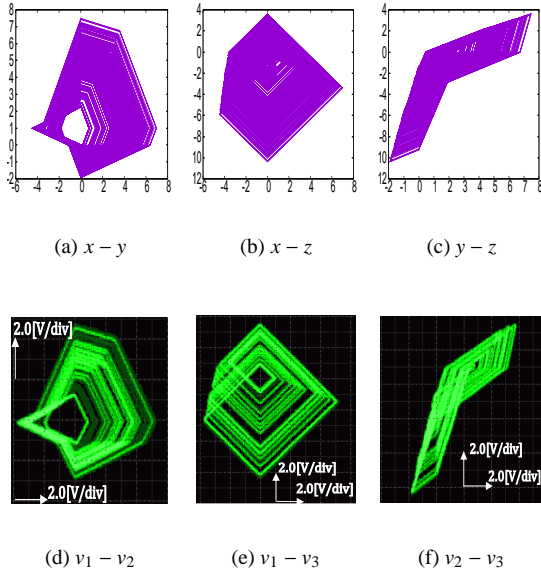 8
7
6
5
4
3
2
1
0
-1
-2
-6 -4 -2 0 2 4 6 8
4
2
0
-2
-4
-6
-8
10
12
-6 -4 -2 0 2 4 6 8
4
2
0
-2
-4
-6
-8
10
12
-2 -1 0 1 2 3 4 5 6 7 8
(a) x − y
(b) x − z
(c) y − z
2.0[V/div]
2.0[V/div]
2.0[V/div]
2.0[V/div]
2.0[V/div]
2.0[V/div]
(d) v1 − v2
(e) v1 − v3
(f) v2 − v3